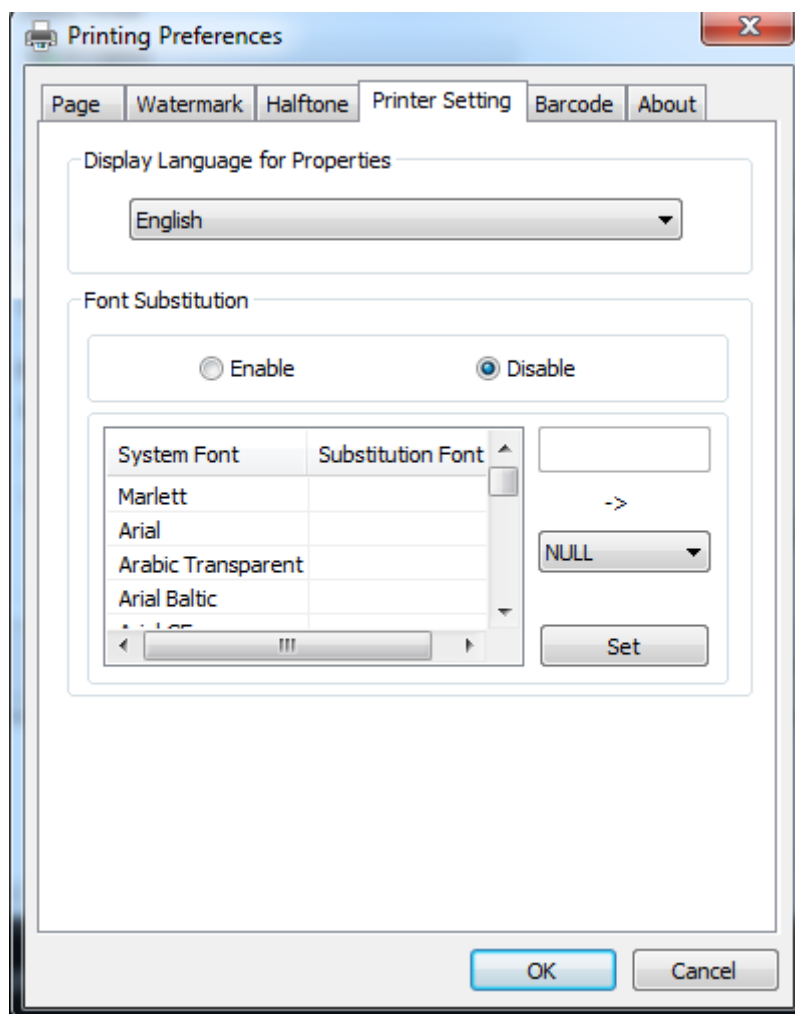 Printing Preferences
Page Watermark Halftone Printer Setting Barcode About
Display Language for Properties
English
Font Substitution
Enable Disable
System Font Substitution Font
Marlett
->
Arial
NULL
Arabic Transparent
Arial Baltic
Set
OK Cancel